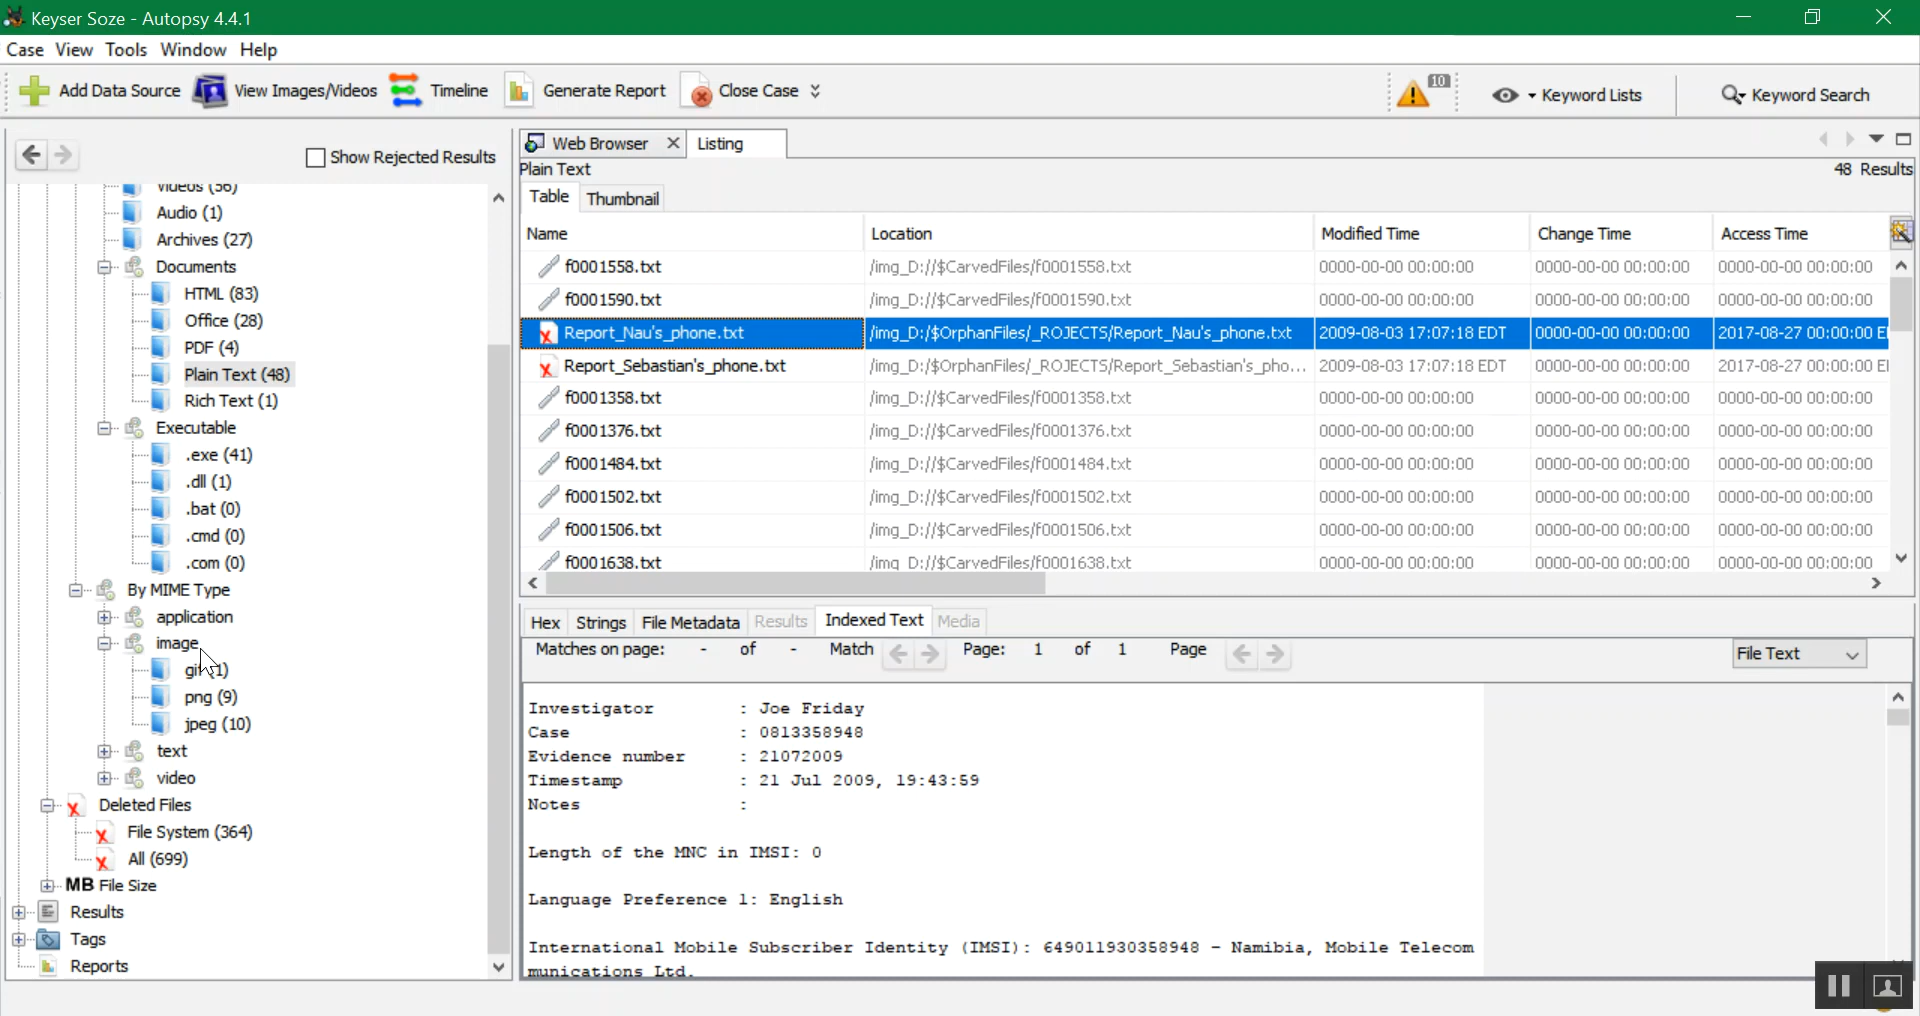 Keyser Soze - Autopsy 4.4.1
Case View Tools Window Help
Add Data Source View Images/Videos Timeline Generate Report Close Case 10 Keyword Lists Keyword Search
Show Rejected Results
Videos (56)
Audio (1)
Archives (27)
Documents
HTML (83)
Office (28)
PDF (4)
Plain Text (48)
Rich Text (1)
Executable
.exe (41)
.dll (1)
.bat (0)
.cmd (0)
.com (0)
By MIME Type
application
image
gif (1)
png (9)
jpeg (10)
text
video
Deleted Files
File System (364)
All (699)
MB File Size
Results
Tags
Reports
Web Browser Listing
Plain Text 48 Results
Table Thumbnail
Name Location Modified Time Change Time Access Time
f0001558.txt /img_D://$CarvedFiles/f0001558.txt 0000-00-00 00:00:00 0000-00-00 00:00:00 0000-00-00 00:00:00
f0001590.txt /img_D://$CarvedFiles/f0001590.txt 0000-00-00 00:00:00 0000-00-00 00:00:00 0000-00-00 00:00:00
Report_Nau's_phone.txt /img_D:/$OrphanFiles/_ROJECTS/Report_Nau's_phone.txt 2009-08-03 17:07:18 EDT 0000-00-00 00:00:00 2017-08-27 00:00:00
Report_Sebastian's_phone.txt /img_D:/$OrphanFiles/_ROJECTS/Report_Sebastian's_pho... 2009-08-03 17:07:18 EDT 0000-00-00 00:00:00 2017-08-27 00:00:00
f0001358.txt /img_D://$CarvedFiles/f0001358.txt 0000-00-00 00:00:00 0000-00-00 00:00:00 0000-00-00 00:00:00
f0001376.txt /img_D://$CarvedFiles/f0001376.txt 0000-00-00 00:00:00 0000-00-00 00:00:00 0000-00-00 00:00:00
f0001484.txt /img_D://$CarvedFiles/f0001484.txt 0000-00-00 00:00:00 0000-00-00 00:00:00 0000-00-00 00:00:00
f0001502.txt /img_D://$CarvedFiles/f0001502.txt 0000-00-00 00:00:00 0000-00-00 00:00:00 0000-00-00 00:00:00
f0001506.txt /img_D://$CarvedFiles/f0001506.txt 0000-00-00 00:00:00 0000-00-00 00:00:00 0000-00-00 00:00:00
f0001638.txt /img_D://$CarvedFiles/f0001638.txt 0000-00-00 00:00:00 0000-00-00 00:00:00 0000-00-00 00:00:00
Hex Strings File Metadata Results Indexed Text Media
Matches on page: - of - Match Page: 1 of 1 Page File Text
Investigator : Joe Friday
Case : 0813358948
Evidence number : 21072009
Timestamp : 21 Jul 2009, 19:43:59
Notes :
Length of the MNC in IMSI: 0
Language Preference 1: English
International Mobile Subscriber Identity (IMSI): 649011930358948 - Namibia, Mobile Telecom
munications Ltd.